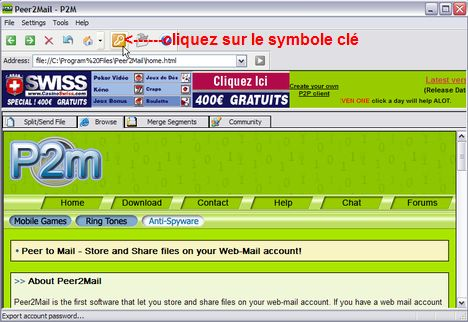 Peer2Mail - P2M
File Settings Tools Help
<-----cliquez sur le symbole clé
Address: file://C:\Program%20Files\Peer2Mail\home.html
SWISS
www.CasinoSwiss.com
SPECIAL ! 400€ GRATUITS
Poker Vidéo
Kéno
Jeux Bonus
Jeux de Dés
Craps
Roulette
Cliquez Ici
400€ GRATUITS
Create your own
P2P client
Latest vers
(Release Dat
click a day will help ALOT.
Split/Send File Browse Merge Segments Community
P2m
Home Download Contact Help Chat Forums
Mobile Games Ring Tones Anti-Spyware
• Peer to Mail - Store and Share files on your Web-Mail account!
>> About Peer2Mail
Peer2Mail is the first software that let you store and share files on your web-mail account. If you have a web mail account
Export account password...